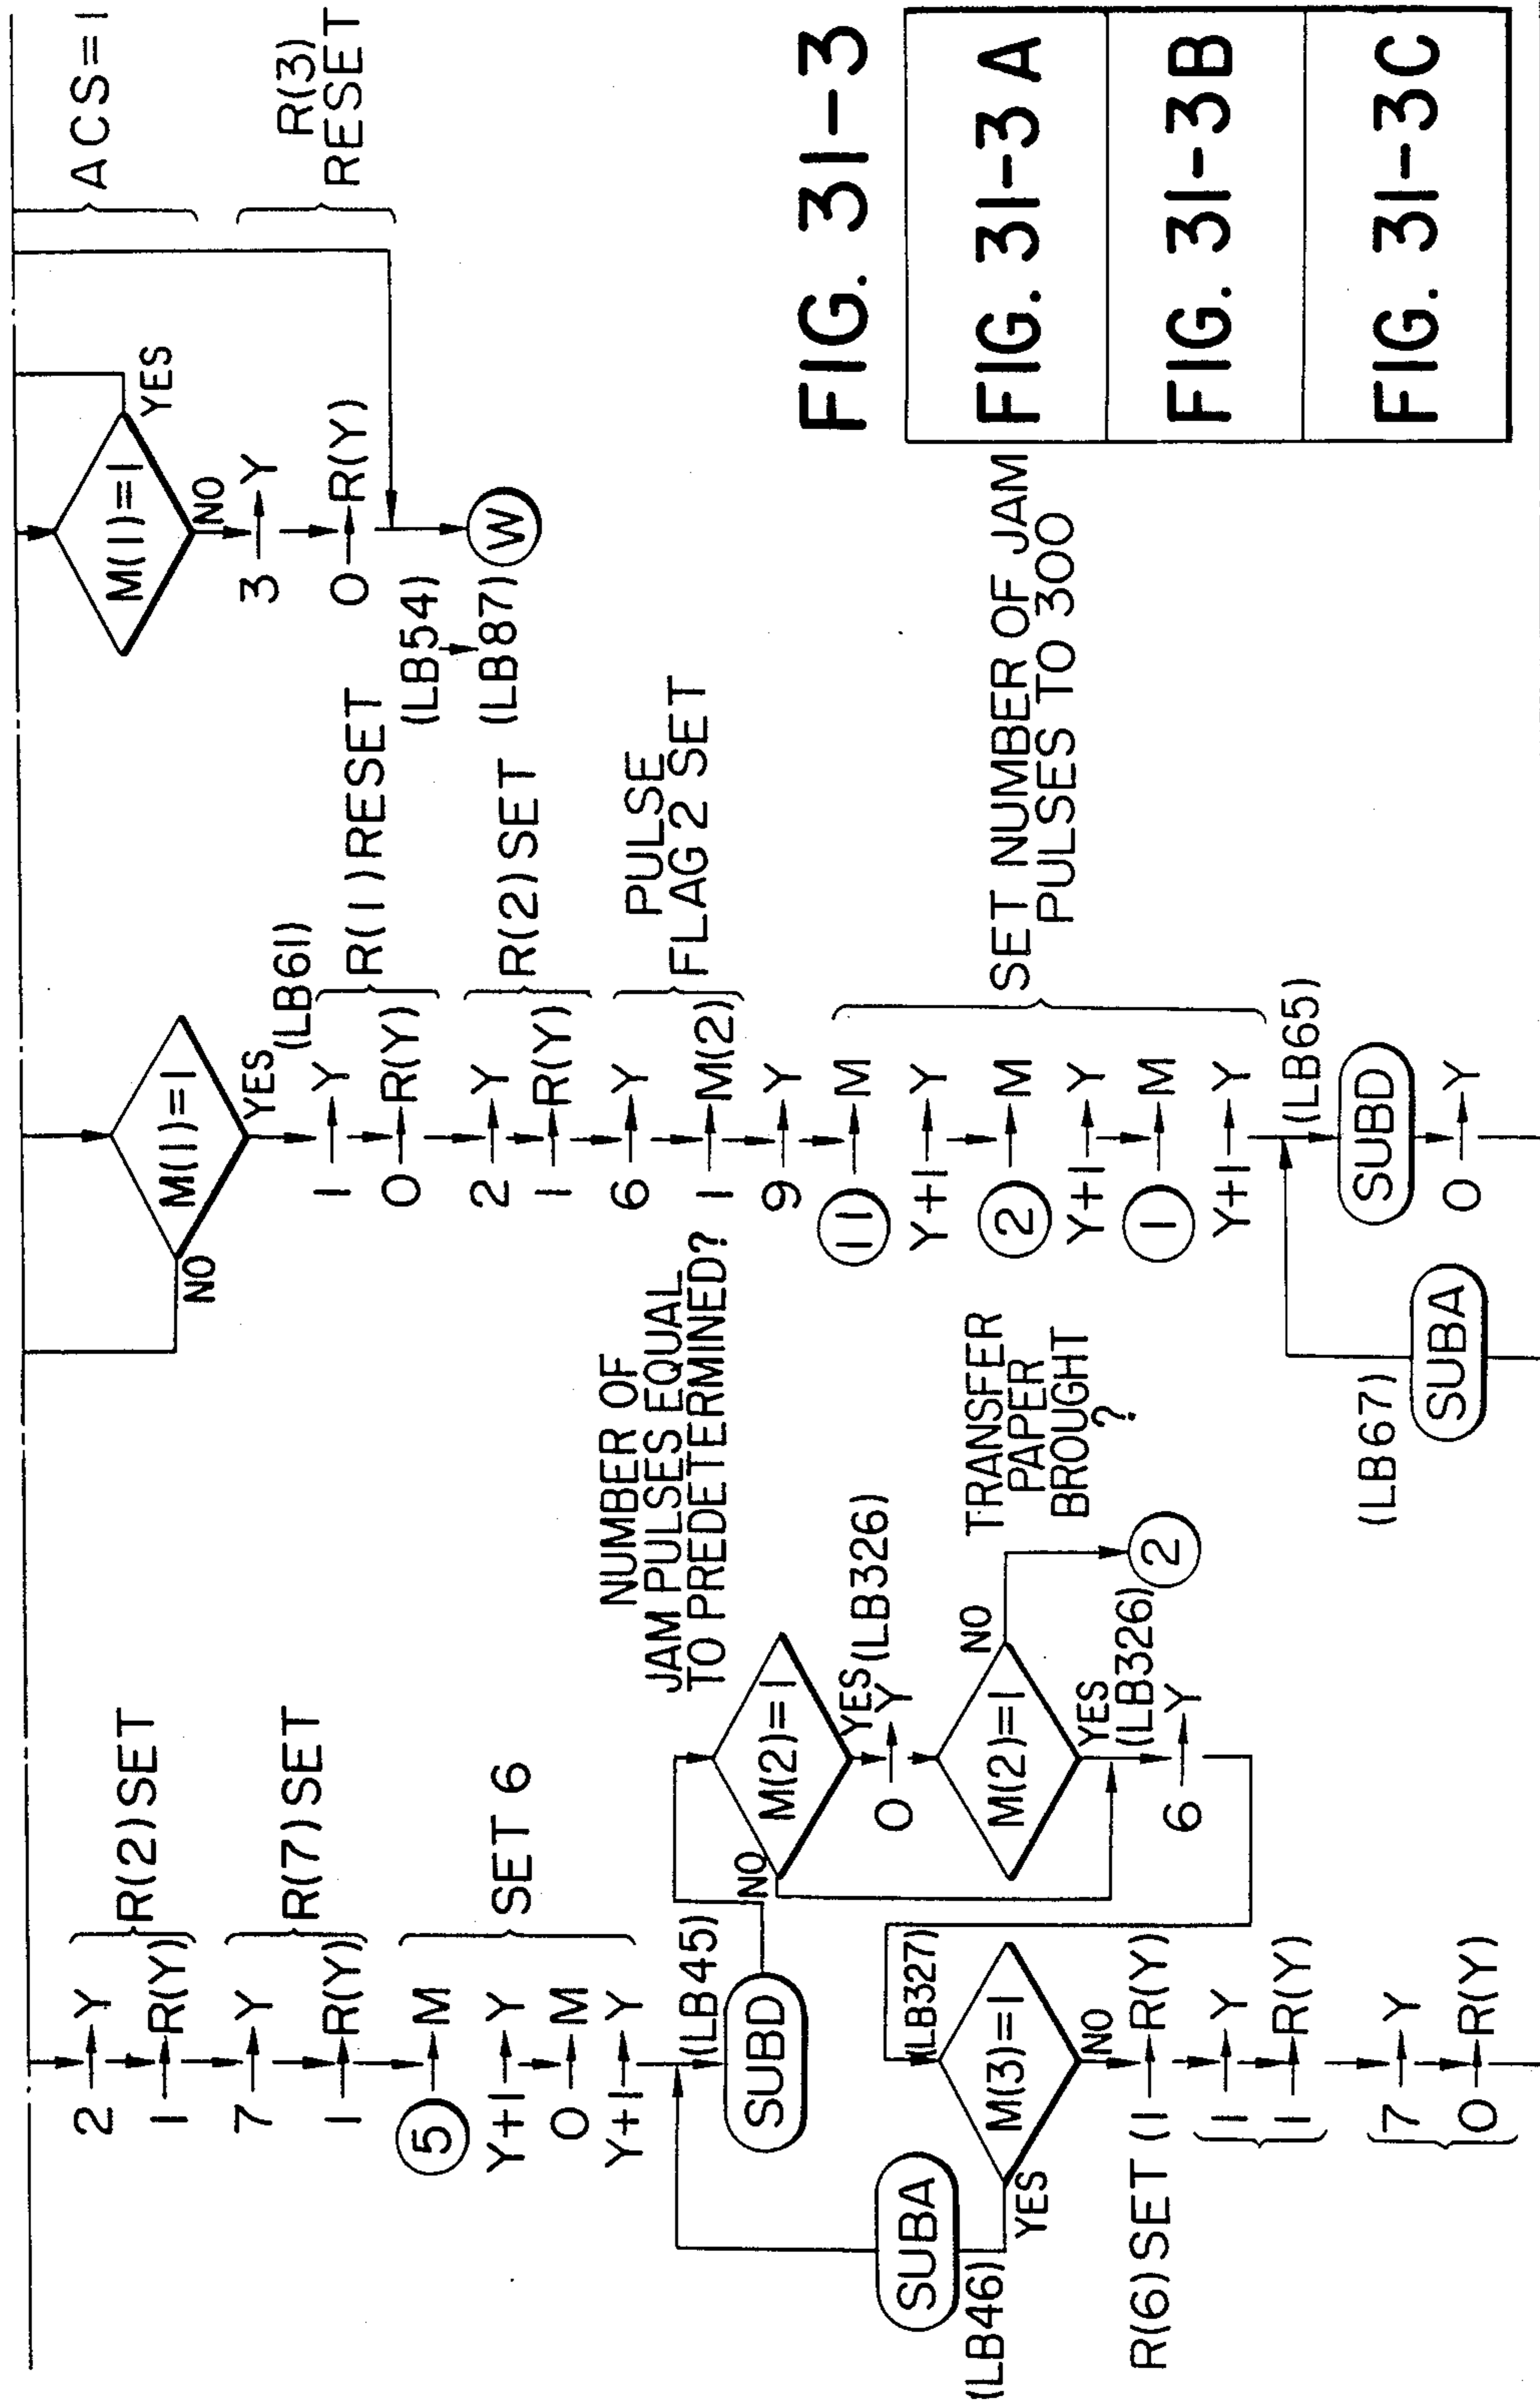 2 → Y
1 → R(Y)
R(2) SET
7 → Y
1 → R(Y)
R(7) SET
⑤ → M
Y+1 → Y
0 → M
Y+1 → Y
SET 6
(LB45)
SUBD
NUMBER OF
JAM PULSES EQUAL
TO PREDETERMINED?
M(2)=1
NO
YES
(LB326)
0 → Y
TRANSFER
PAPER
BROUGHT
?
M(2)=1
NO
②
YES
(LB326)
6 → Y
(LB327)
M(3)=1
YES
NO
SUBA
(LB46)
R(6) SET (1 → R(Y)
1 → Y
1 → R(Y)
7 → Y
0 → R(Y)
M(1)=1
NO
YES
(LB61)
1 → Y
0 → R(Y)
R(1) RESET
2 → Y
1 → R(Y)
R(2) SET
6 → Y
1 → M(2)
PULSE
FLAG 2 SET
9 → Y
⑪ → M
Y+1 → Y
② → M
Y+1 → Y
① → M
Y+1 → Y
SET NUMBER OF JAM
PULSES TO 300
(LB65)
SUBD
0 → Y
SUBA
(LB67)
M(1)=1
YES
NO
3 → Y
0 → R(Y)
(LB54)
(LB87)
W
ACS=1
R(3)
RESET
FIG. 31-3
FIG. 31-3A
FIG. 31-3B
FIG. 31-3C